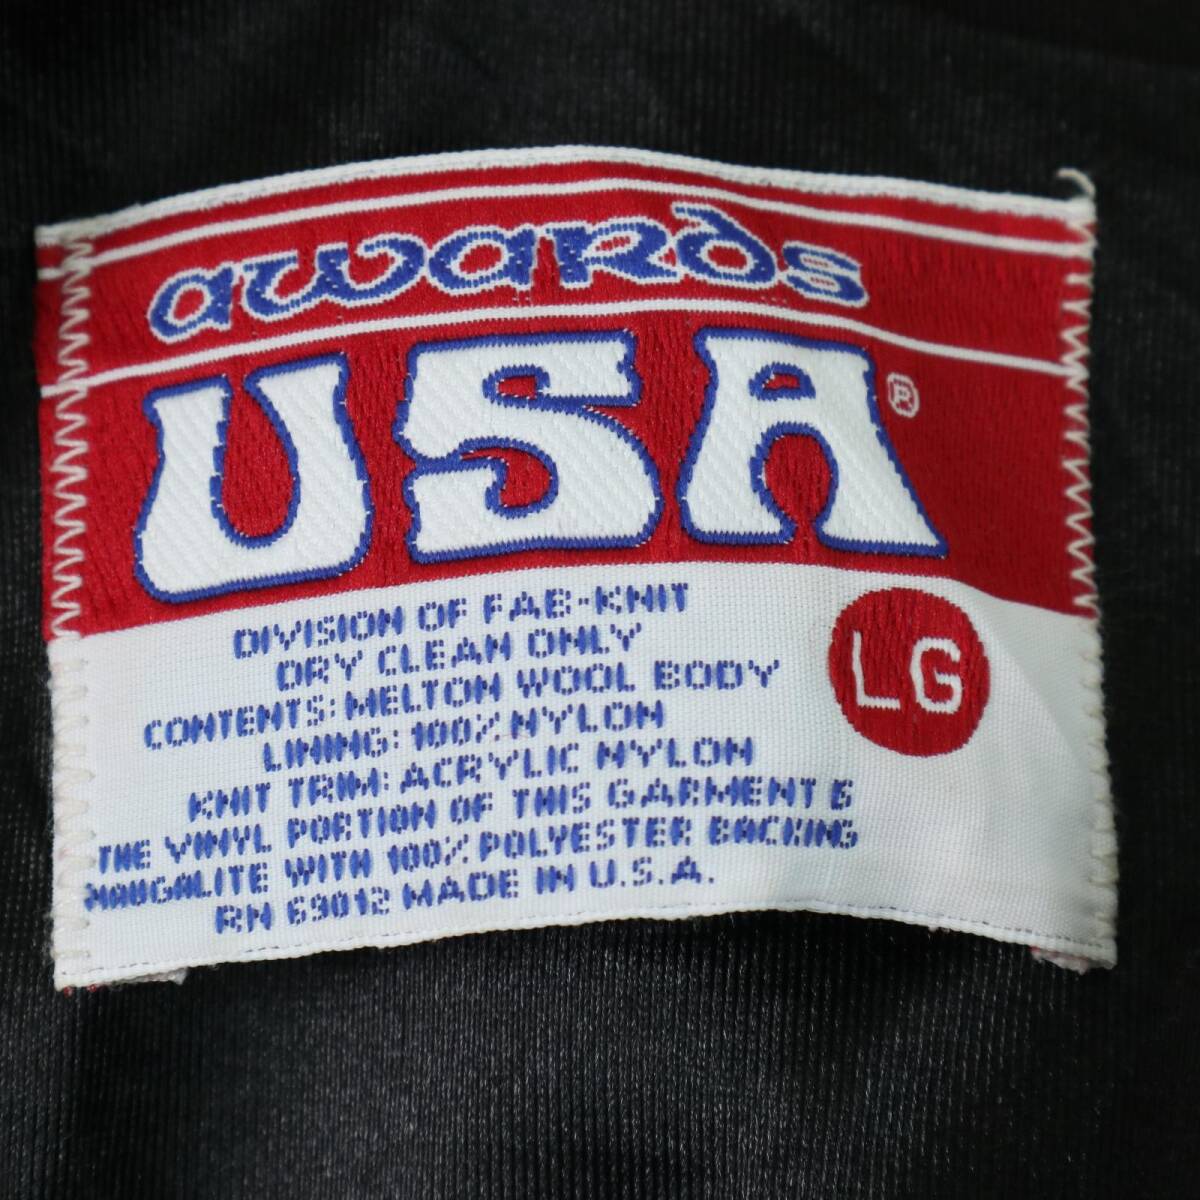 awards
USA®
DIVISION OF FAB-KNIT
DRY CLEAN ONLY
LG
CONTENTS: MELTON WOOL BODY
LINING: 100% NYLON
KNIT TRIM: ACRYLIC NYLON
THE VINYL PORTION OF THIS GARMENT &
NAUGALITE WITH 100% POLYESTER BACKING
RN 69012 MADE IN U.S.A.